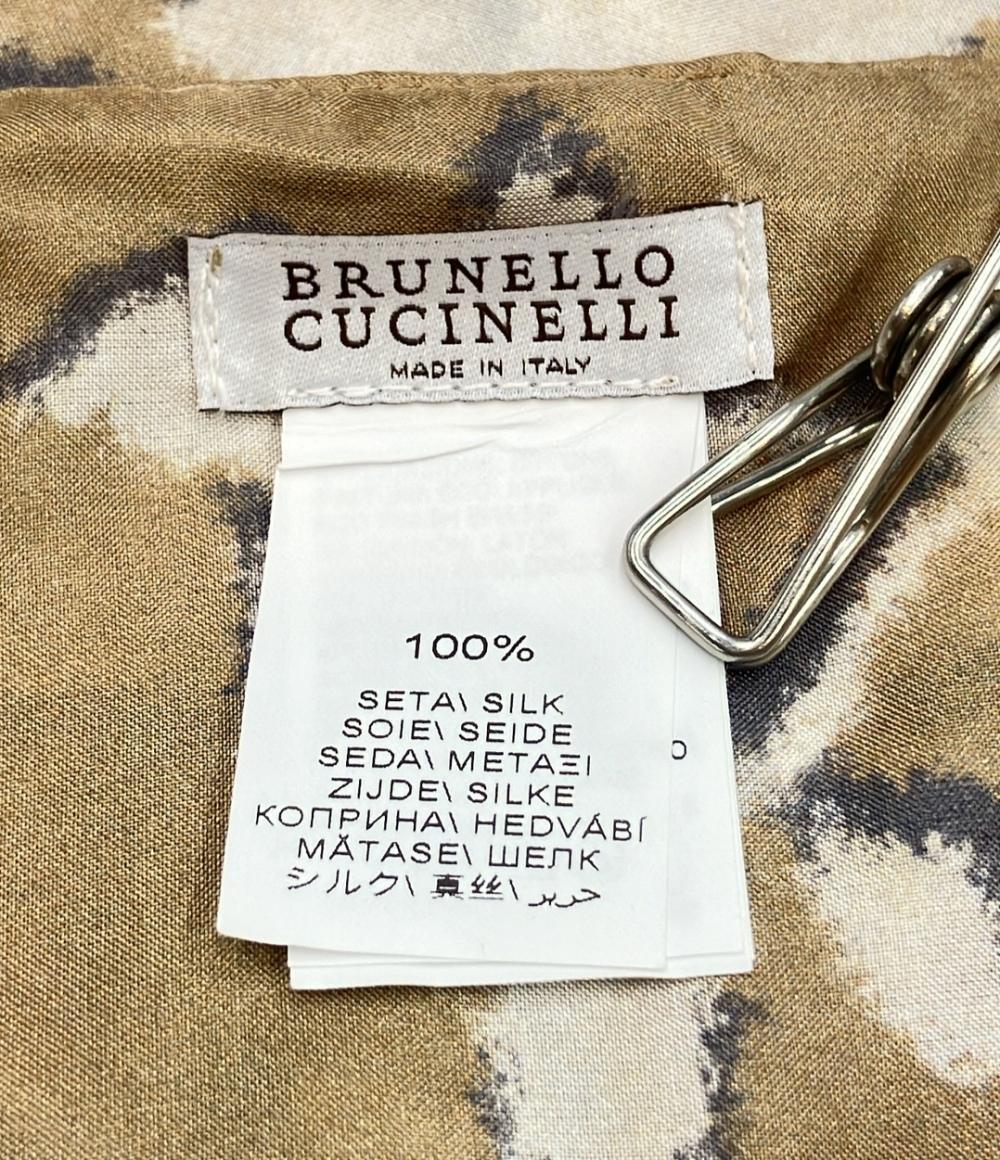 BRUNELLO
CUCINELLI
MADE IN ITALY
100%
SETA\ SILK
SOIE\ SEIDE
SEDA\ ΜΕΤΑΞΙ
ZIJDE\ SILKE
КОПРИНА\ HEDVÁBÍ
MĂTASE\ ШЕЛК
シルク\ 真丝\ حرير